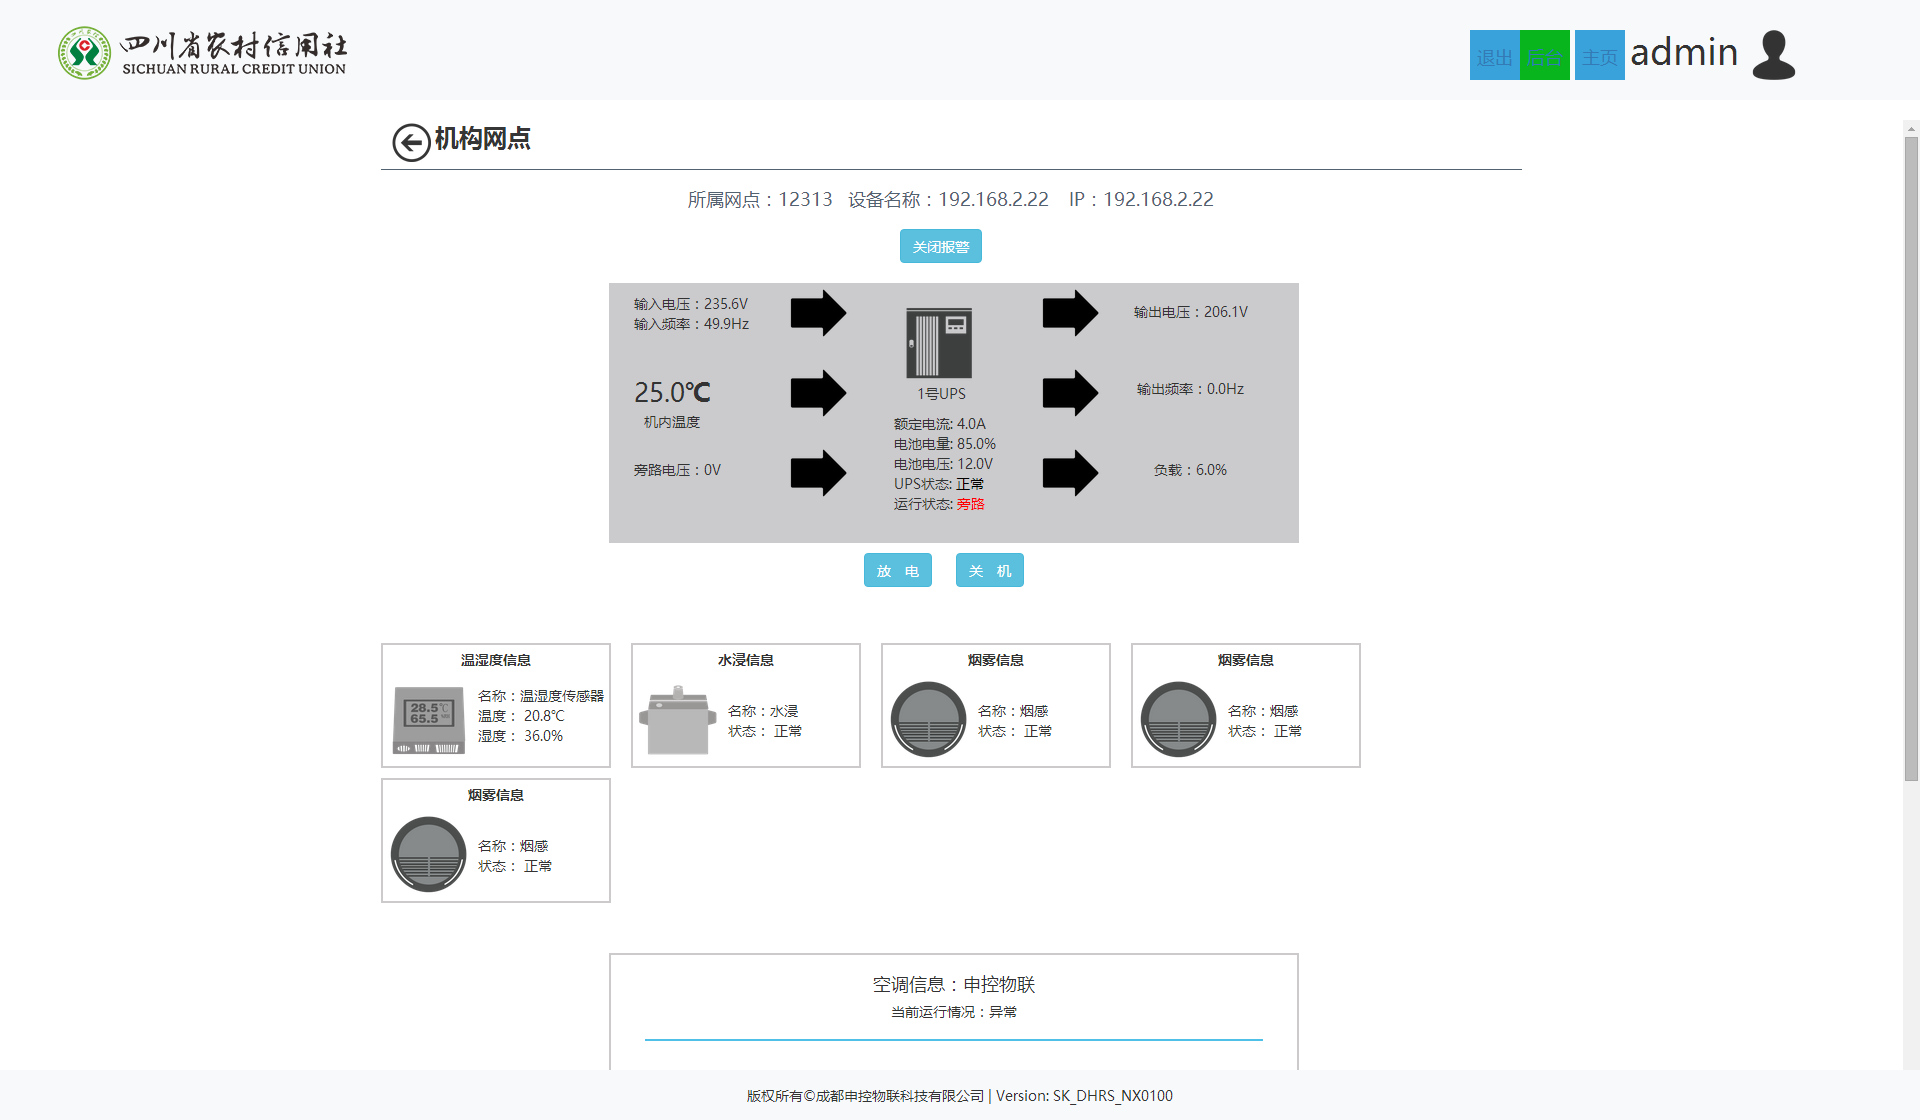 四川省农村信用社
SICHUAN RURAL CREDIT UNION
退出 后台 主页 admin
机构网点
所属网点：12313 设备名称：192.168.2.22 IP：192.168.2.22
关闭报警
输入电压：235.6V
输入频率：49.9Hz
输出电压：206.1V
25.0℃
机内温度
1号UPS
输出频率：0.0Hz
额定电流: 4.0A
电池电量: 85.0%
电池电压: 12.0V
UPS状态: 正常
运行状态: 旁路
旁路电压：0V
负载：6.0%
放 电 关 机
温湿度信息
28.5℃
65.5
名称：温湿度传感器
温度： 20.8℃
湿度： 36.0%
水浸信息
名称：水浸
状态： 正常
烟雾信息
名称：烟感
状态： 正常
烟雾信息
名称：烟感
状态： 正常
烟雾信息
名称：烟感
状态： 正常
空调信息：申控物联
当前运行情况：异常
版权所有©成都申控物联科技有限公司 | Version: SK_DHRS_NX0100